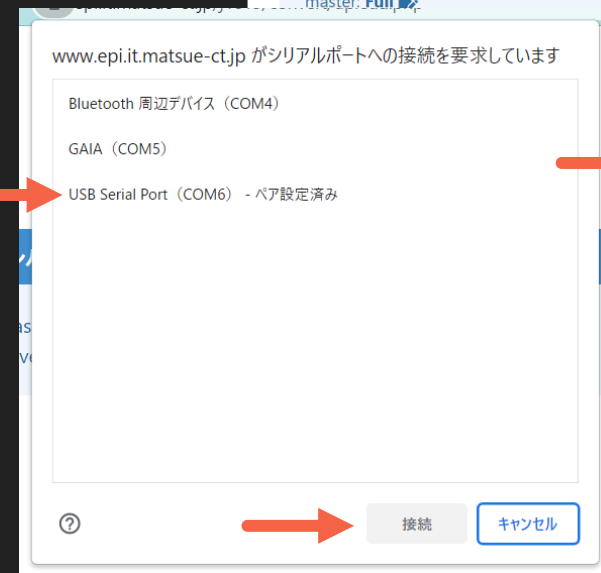 master: Full
www.epi.it.matsue-ct.jp がシリアルポートへの接続を要求しています
Bluetooth 周辺デバイス（COM4）
GAIA（COM5）
USB Serial Port（COM6） - ペア設定済み
接続
キャンセル